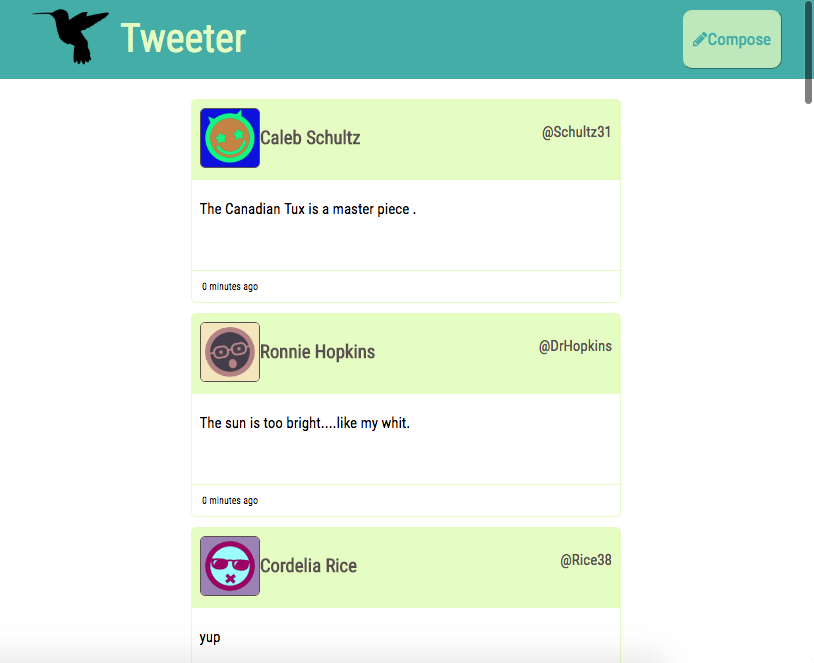 Tweeter
Compose
Caleb Schultz
@Schultz31
The Canadian Tux is a master piece .
0 minutes ago
Ronnie Hopkins
@DrHopkins
The sun is too bright....like my whit.
0 minutes ago
Cordelia Rice
@Rice38
yup